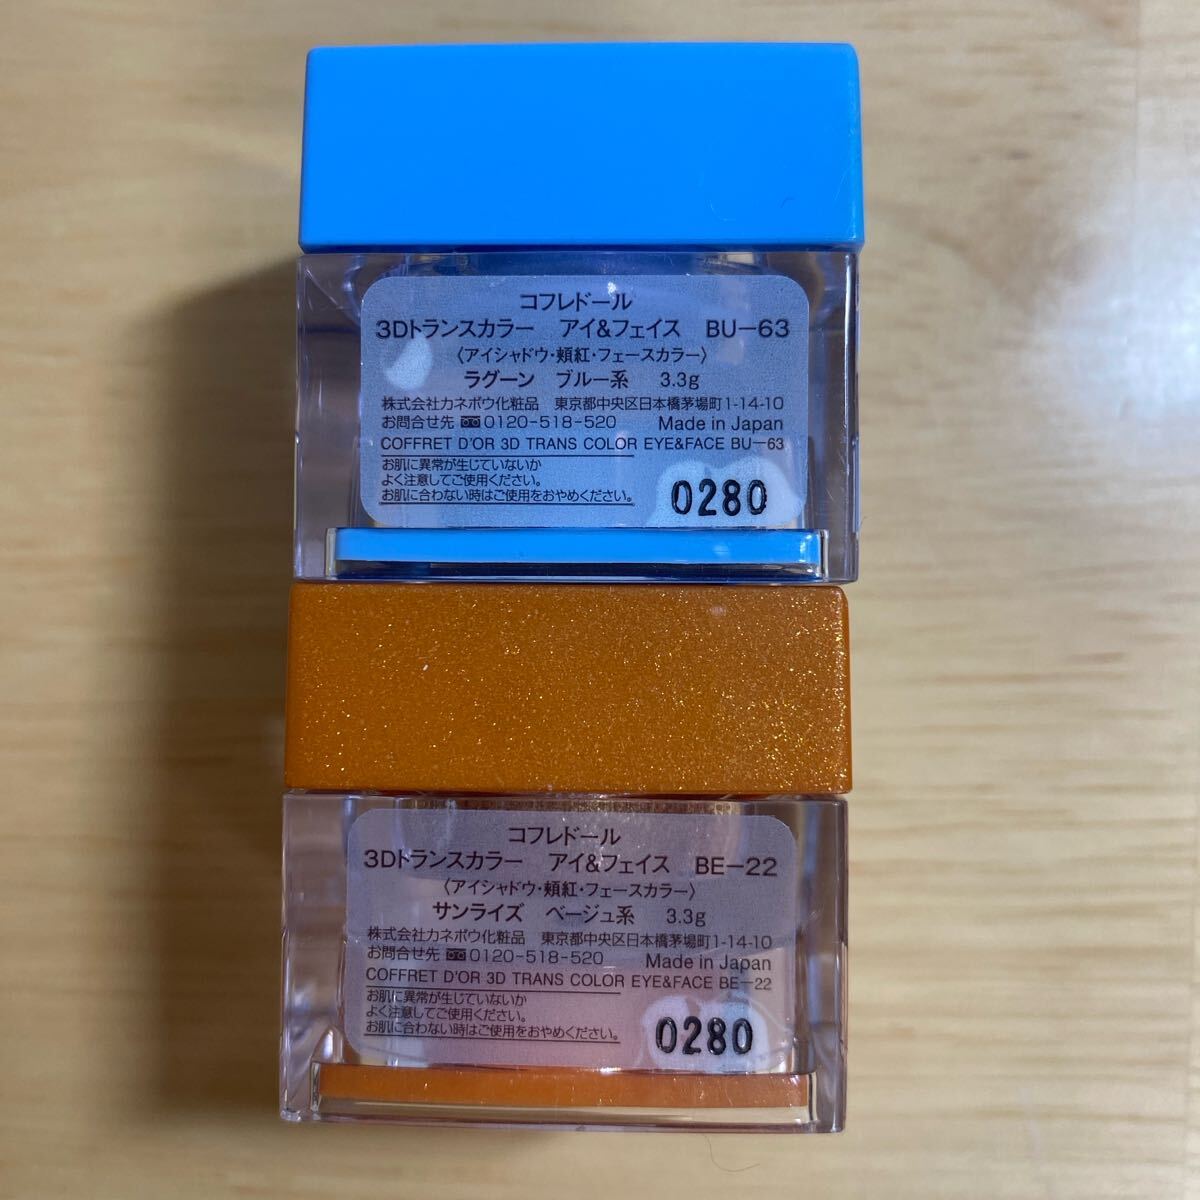 コフレドール
3Dトランスカラー　アイ&フェイス　BU−63
〈アイシャドウ・頬紅・フェースカラー〉
ラグーン　ブルー系　3.3g
株式会社カネボウ化粧品　東京都中央区日本橋茅場町1-14-10
お問合せ先 0120-518-520　Made in Japan
COFFRET D'OR 3D TRANS COLOR EYE&FACE BU−63
お肌に異常が生じていないか
よく注意してご使用ください。
お肌に合わない時はご使用をおやめください。
0280
コフレドール
3Dトランスカラー　アイ&フェイス　BE−22
〈アイシャドウ・頬紅・フェースカラー〉
サンライズ　ベージュ系　3.3g
株式会社カネボウ化粧品　東京都中央区日本橋茅場町1-14-10
お問合せ先 0120-518-520　Made in Japan
COFFRET D'OR 3D TRANS COLOR EYE&FACE BE−22
お肌に異常が生じていないか
よく注意してご使用ください。
お肌に合わない時はご使用をおやめください。
0280